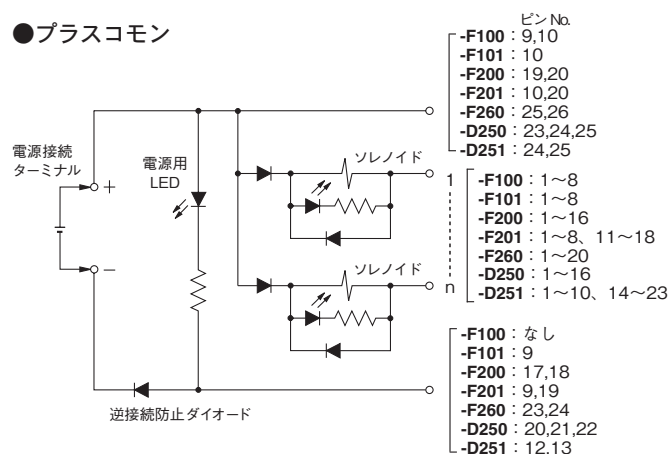 ●プラスコモン
ピンNo.
-F100：9,10
-F101：10
-F200：19,20
-F201：10,20
-F260：25,26
-D250：23,24,25
-D251：24,25
電源接続
ターミナル
+
−
電源用
LED
ソレノイド
1
ソレノイド
n
-F100：1～8
-F101：1～8
-F200：1～16
-F201：1～8、11～18
-F260：1～20
-D250：1～16
-D251：1～10、14～23
逆接続防止ダイオード
-F100：なし
-F101：9
-F200：17,18
-F201：9,19
-F260：23,24
-D250：20,21,22
-D251：12,13